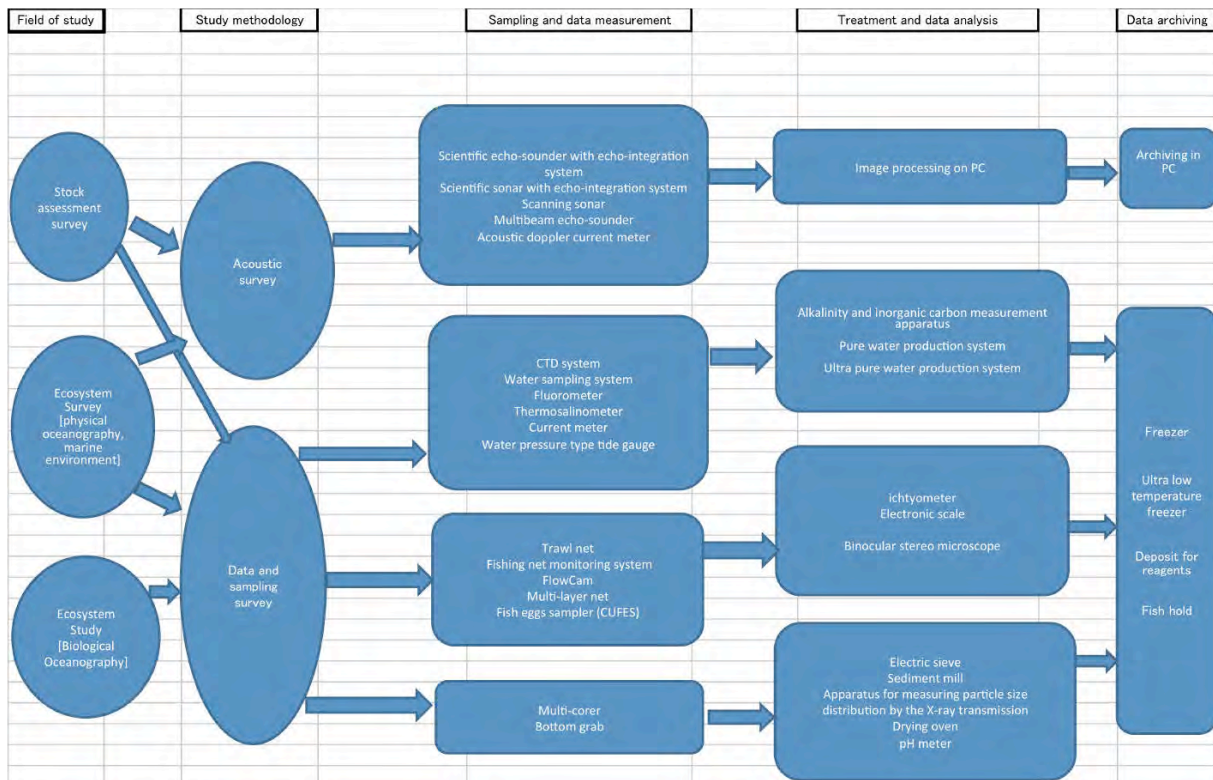 Field of study
Study methodology
Sampling and data measurement
Treatment and data analysis
Data archiving
Stock
assessment
survey
Ecosystem
Survey
[physical
oceanography,
marine
environment]
Ecosystem
Study
[Biological
Oceanography]
Acoustic
survey
Data and
sampling
survey
Scientific echo-sounder with echo-integration
system
Scientific sonar with echo-integration system
Scanning sonar
Multibeam echo-sounder
Acoustic doppler current meter
CTD system
Water sampling system
Fluorometer
Thermosalinometer
Current meter
Water pressure type tide gauge
Trawl net
Fishing net monitoring system
FlowCam
Multi-layer net
Fish eggs sampler (CUFES)
Multi-corer
Bottom grab
Image processing on PC
Alkalinity and inorganic carbon measurement
apparatus
Pure water production system
Ultra pure water production system
ichtyometer
Electronic scale
Binocular stereo microscope
Electric sieve
Sediment mill
Apparatus for measuring particle size
distribution by the X-ray transmission
Drying oven
pH meter
Archiving in
PC
Freezer
Ultra low
temperature
freezer
Deposit for
reagents
Fish hold